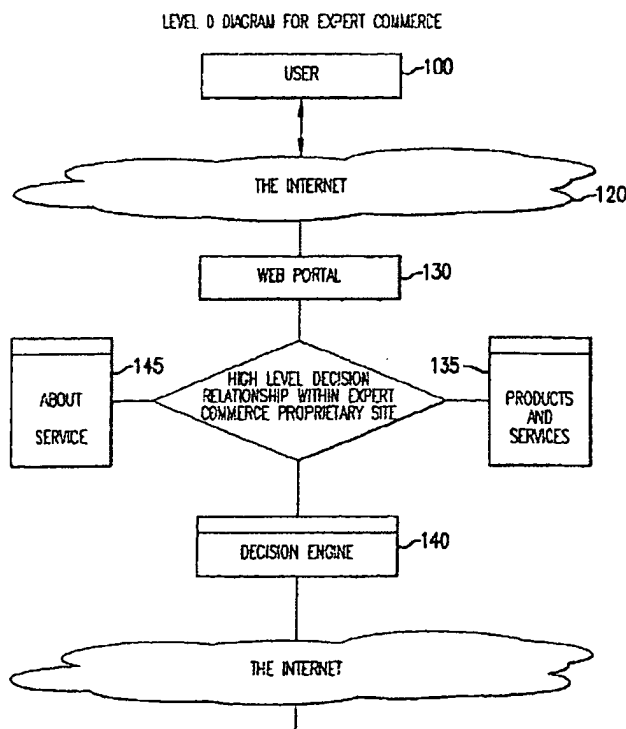 LEVEL 0 DIAGRAM FOR EXPERT COMMERCE
USER
100
THE INTERNET
120
WEB PORTAL
130
145
ABOUT
SERVICE
HIGH LEVEL DECISION
RELATIONSHIP WITHIN EXPERT
COMMERCE PROPRIETARY SITE
135
PRODUCTS
AND
SERVICES
DECISION ENGINE
140
THE INTERNET